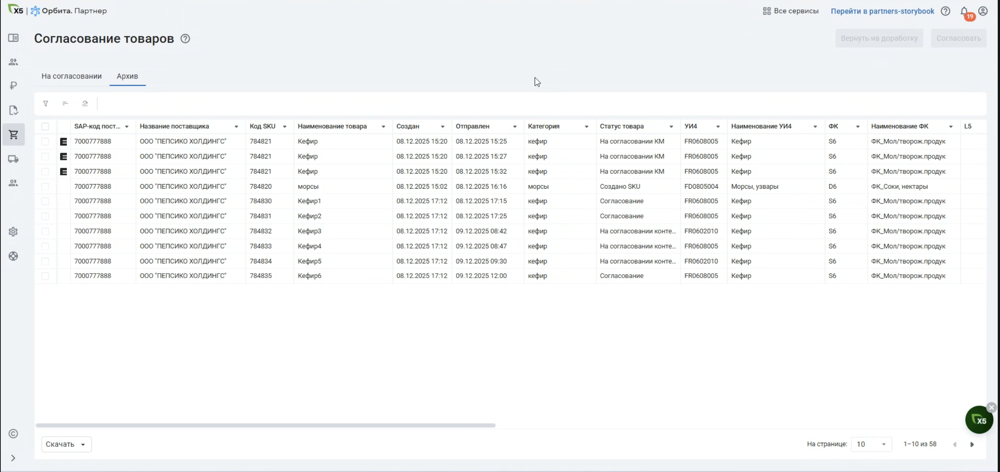 X5 | Орбита. Партнер
Все сервисы Перейти в partners-storybook 19
Согласование товаров
Вернуть на доработку Согласовать
На согласовании Архив
SAP-код пост... Название поставщика Код SKU Наименование товара Создан Отправлен Категория Статус товара УИ4 Наименование УИ4 ФК Наименование ФК L5
7000777888 ООО "ПЕПСИКО ХОЛДИНГС" 784821 Кефир 08.12.2025 15:20 08.12.2025 15:25 кефир На согласовании КМ FR0608005 Кефир S6 ФК_Мол/творож.продук
7000777888 ООО "ПЕПСИКО ХОЛДИНГС" 784821 Кефир 08.12.2025 15:20 08.12.2025 15:27 кефир На согласовании КМ FR0608005 Кефир S6 ФК_Мол/творож.продук
7000777888 ООО "ПЕПСИКО ХОЛДИНГС" 784821 Кефир 08.12.2025 15:20 08.12.2025 15:32 кефир На согласовании КМ FR0608005 Кефир S6 ФК_Мол/творож.продук
7000777888 ООО "ПЕПСИКО ХОЛДИНГС" 784820 морсы 08.12.2025 15:02 08.12.2025 16:16 морсы Создано SKU FD0805004 Морсы, узвары D6 ФК_Соки, нектары
7000777888 ООО "ПЕПСИКО ХОЛДИНГС" 784830 Кефир1 08.12.2025 17:12 08.12.2025 17:15 кефир Согласование FR0608005 Кефир S6 ФК_Мол/творож.продук
7000777888 ООО "ПЕПСИКО ХОЛДИНГС" 784831 Кефир2 08.12.2025 17:12 08.12.2025 17:25 кефир Согласование FR0608005 Кефир S6 ФК_Мол/творож.продук
7000777888 ООО "ПЕПСИКО ХОЛДИНГС" 784832 Кефир3 08.12.2025 17:12 09.12.2025 08:42 кефир На согласовании конте... FR0602010 Кефир S6 ФК_Мол/творож.продук
7000777888 ООО "ПЕПСИКО ХОЛДИНГС" 784833 Кефир4 08.12.2025 17:12 09.12.2025 08:47 кефир На согласовании конте... FR0608005 Кефир S6 ФК_Мол/творож.продук
7000777888 ООО "ПЕПСИКО ХОЛДИНГС" 784834 Кефир5 08.12.2025 17:12 09.12.2025 09:30 кефир На согласовании конте... FR0602010 Кефир S6 ФК_Мол/творож.продук
7000777888 ООО "ПЕПСИКО ХОЛДИНГС" 784835 Кефир6 08.12.2025 17:12 09.12.2025 12:00 кефир Согласование FR0608005 Кефир S6 ФК_Мол/творож.продук
X5
Скачать На странице: 10 1–10 из 58